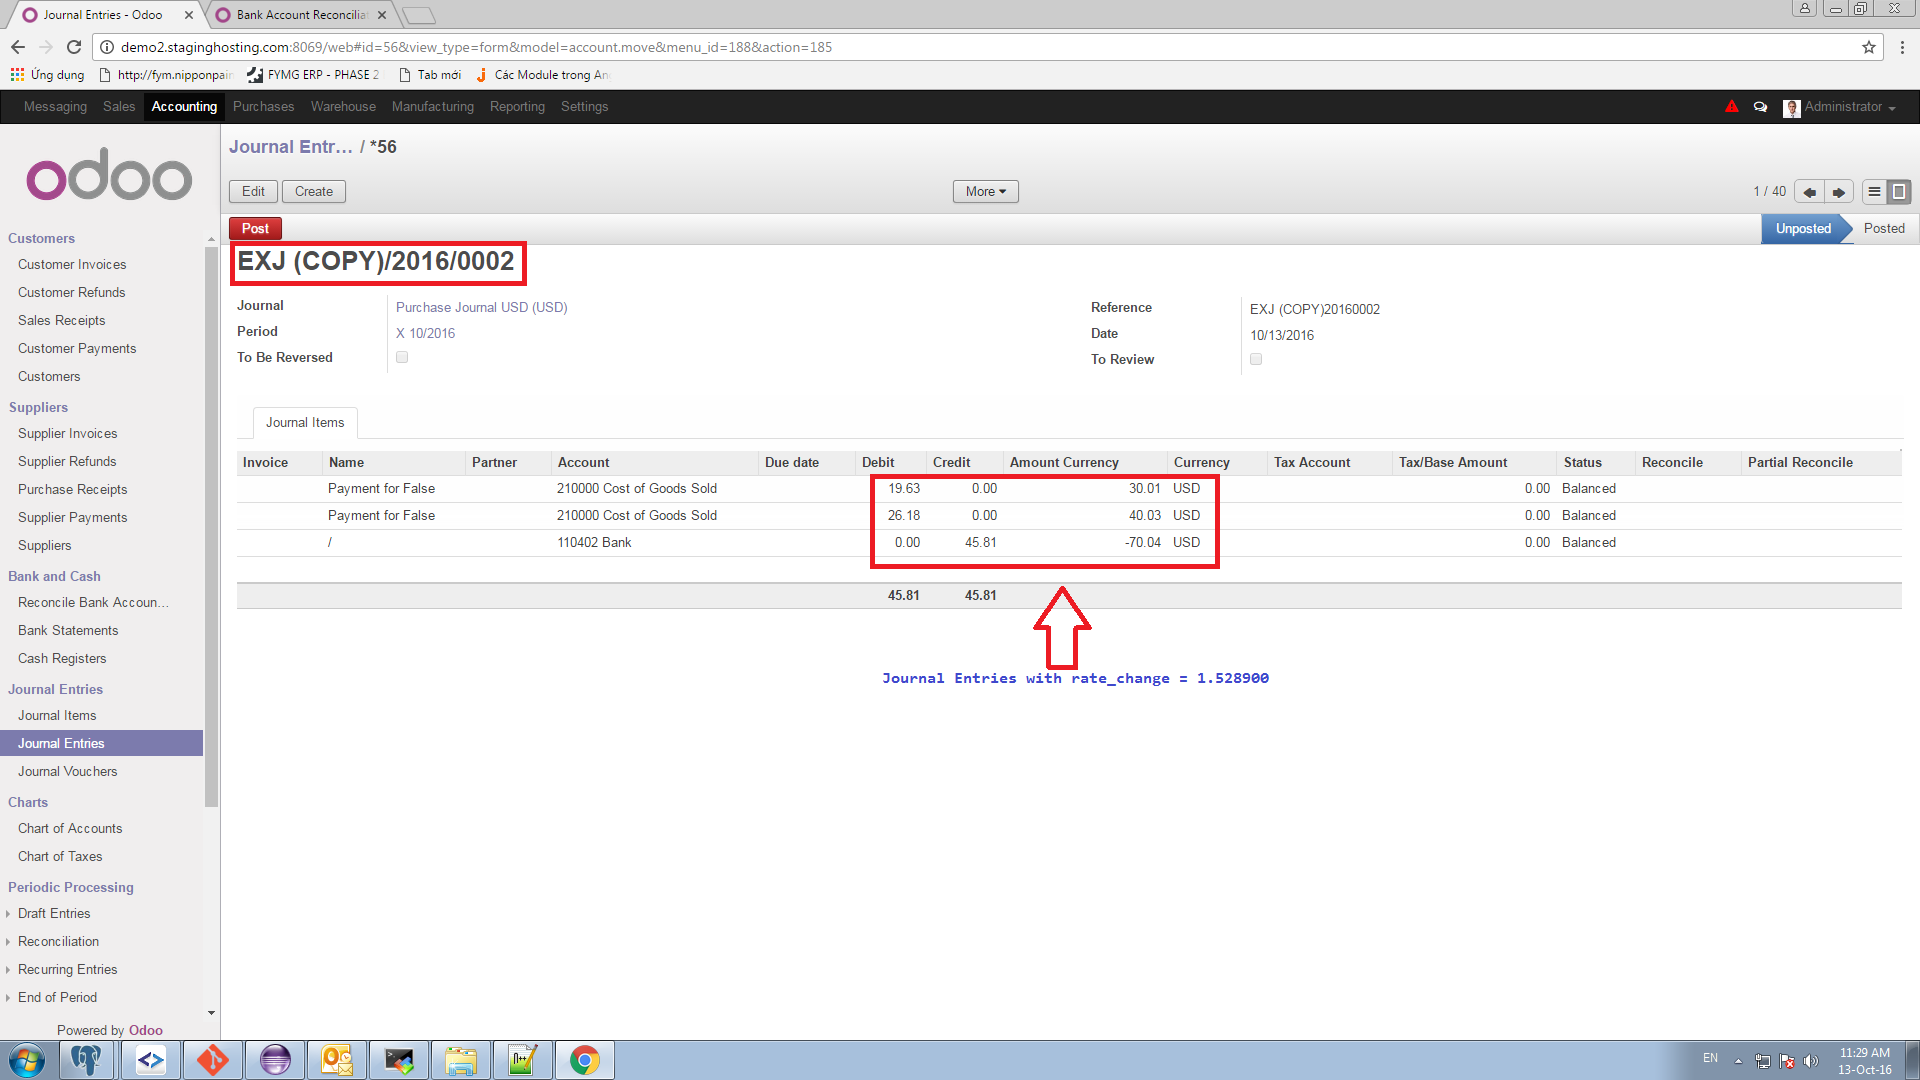 Journal Entries - Odoo
Bank Account Reconcilia
demo2.staginghosting.com:8069/web#id=56&view_type=form&model=account.move&menu_id=188&action=185
Ứng dụng
http://fym.nipponpain
FYMG ERP - PHASE 2
Tab mới
Các Module trong An
Messaging Sales Accounting Purchases Warehouse Manufacturing Reporting Settings
Administrator
odoo
Journal Entr... / *56
Edit Create More 1 / 40
Post Unposted Posted
EXJ (COPY)/2016/0002
Journal Purchase Journal USD (USD)
Period X 10/2016
To Be Reversed
Reference EXJ (COPY)20160002
Date 10/13/2016
To Review
Journal Items
Invoice Name Partner Account Due date Debit Credit Amount Currency Currency Tax Account Tax/Base Amount Status Reconcile Partial Reconcile
Payment for False 210000 Cost of Goods Sold 19.63 0.00 30.01 USD 0.00 Balanced
Payment for False 210000 Cost of Goods Sold 26.18 0.00 40.03 USD 0.00 Balanced
/ 110402 Bank 0.00 45.81 -70.04 USD 0.00 Balanced
45.81 45.81
Journal Entries with rate_change = 1.528900
Customers
Customer Invoices
Customer Refunds
Sales Receipts
Customer Payments
Customers
Suppliers
Supplier Invoices
Supplier Refunds
Purchase Receipts
Supplier Payments
Suppliers
Bank and Cash
Reconcile Bank Accoun...
Bank Statements
Cash Registers
Journal Entries
Journal Items
Journal Entries
Journal Vouchers
Charts
Chart of Accounts
Chart of Taxes
Periodic Processing
Draft Entries
Reconciliation
Recurring Entries
End of Period
Powered by Odoo
EN
11:29 AM
13-Oct-16